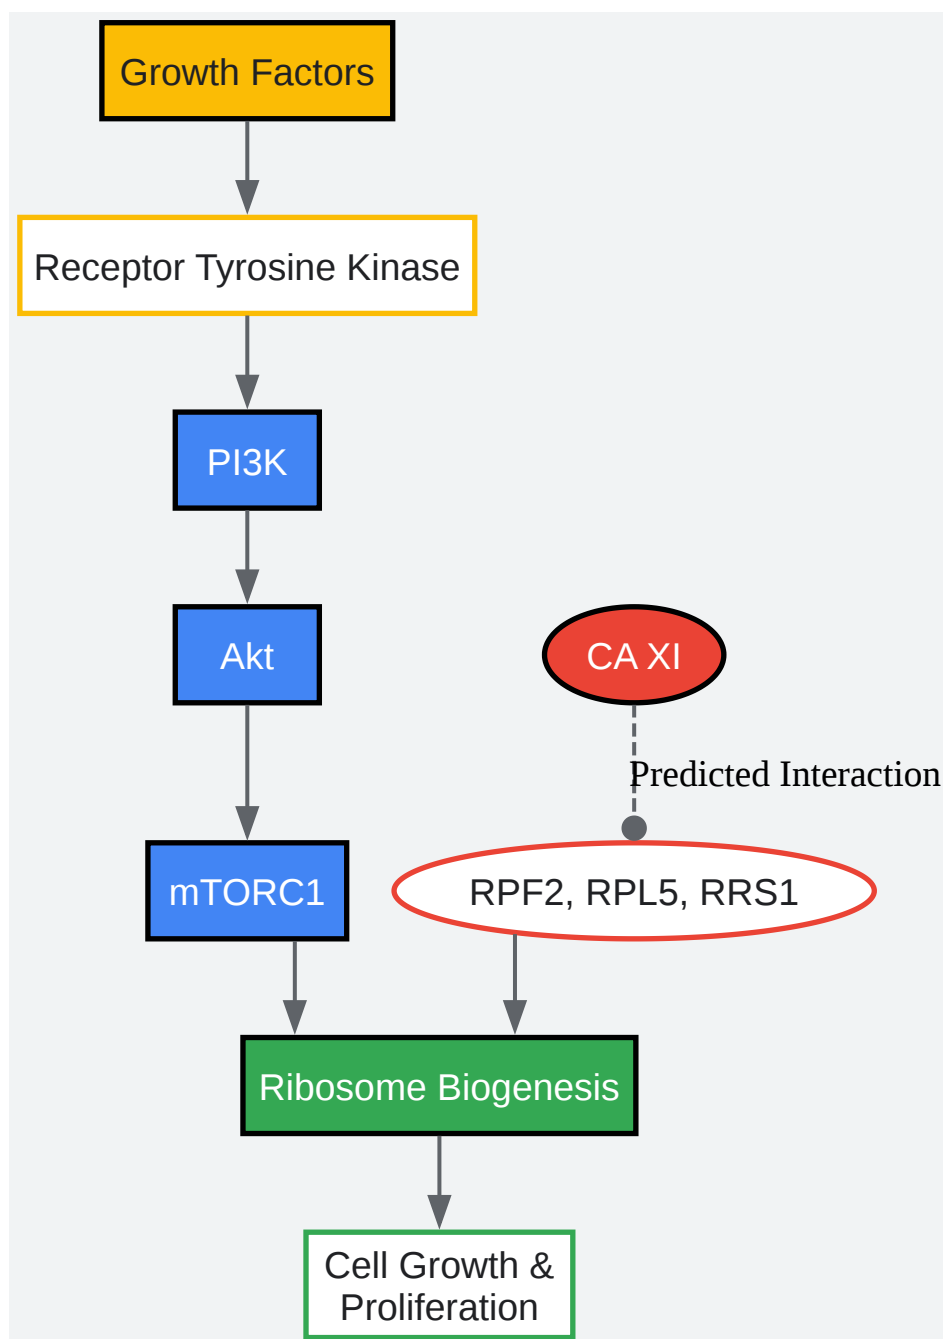 Growth Factors
Receptor Tyrosine Kinase
PI3K
Akt
CA XI
Predicted Interaction
mTORC1
RPF2, RPL5, RRS1
Ribosome Biogenesis
Cell Growth &
Proliferation